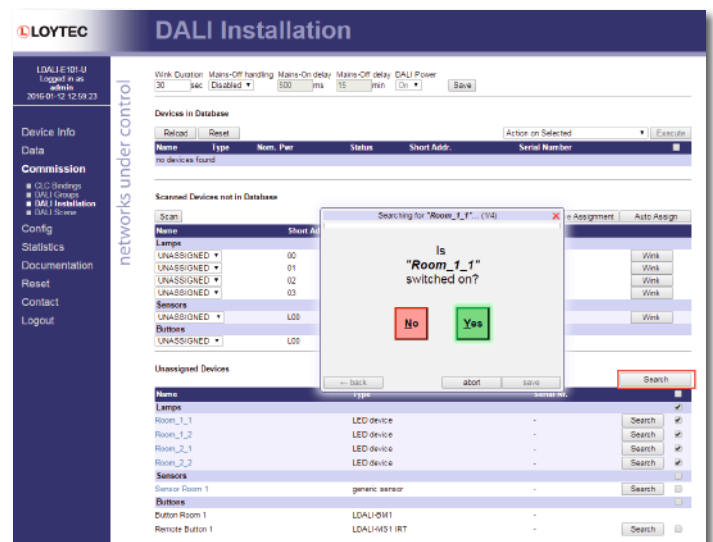 LOYTEC
DALI Installation
LDALI-E101-U
Logged in as
admin
2016-01-12 12:59:23
networks under control
Device Info
Data
Commission
CLC Bindings
DALI Groups
DALI Installation
DALI Scene
Config
Statistics
Documentation
Reset
Contact
Logout
Wink Duration Mains-Off handling Mains-On delay Mains-Off delay DALI Power
30 sec Disabled 500 ms 15 min On Save
Devices in Database
Reload Reset Action on Selected Execute
Name Type Nom. Pwr Status Short Addr. Serial Number
no devices found
Scanned Devices not in Database
Scan e Assignment Auto Assign
Name Short Ad
Lamps
UNASSIGNED 00 Wink
UNASSIGNED 01 Wink
UNASSIGNED 02 Wink
UNASSIGNED 03 Wink
Sensors
UNASSIGNED L00 Wink
Buttons
UNASSIGNED L00
Searching for "Room_1_1"... (1/4)
Is
"Room_1_1"
switched on?
No Yes
← back abort save
Unassigned Devices
Search
Name Type Serial Nr.
Lamps
Room_1_1 LED device - Search
Room_1_2 LED device - Search
Room_2_1 LED device - Search
Room_2_2 LED device - Search
Sensors
Sensor Room 1 generic sensor - Search
Buttons
Button Room 1 LDALI-BM1 -
Remote Button 1 LDALI-MS1 IRT - Search